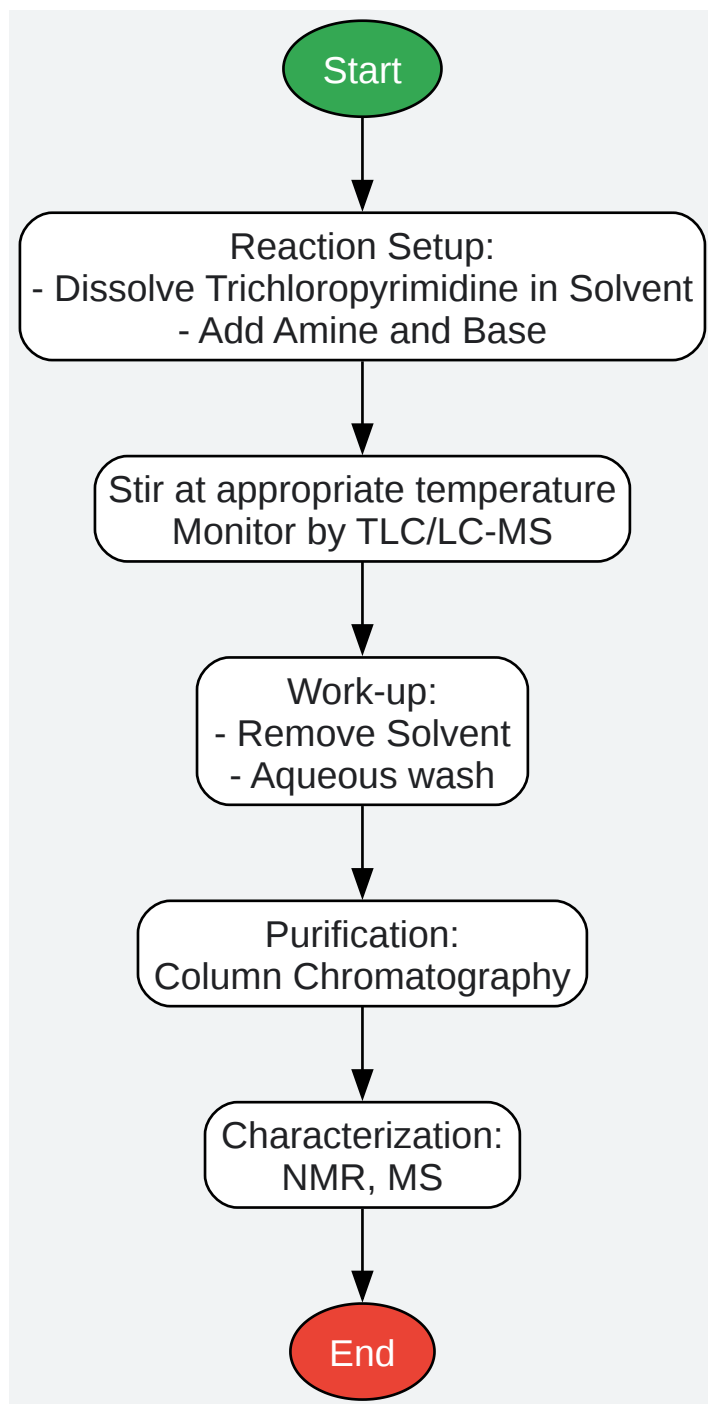 Start
Reaction Setup:
- Dissolve Trichloropyrimidine in Solvent
- Add Amine and Base
Stir at appropriate temperature
Monitor by TLC/LC-MS
Work-up:
- Remove Solvent
- Aqueous wash
Purification:
Column Chromatography
Characterization:
NMR, MS
End